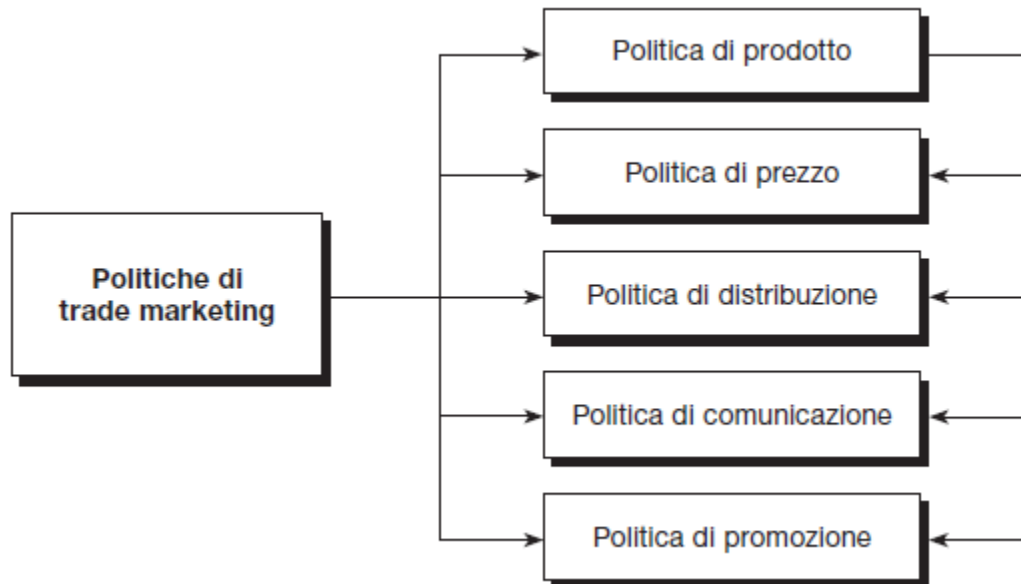 Politica di prodotto
Politica di prezzo
Politiche di
trade marketing
Politica di distribuzione
Politica di comunicazione
Politica di promozione